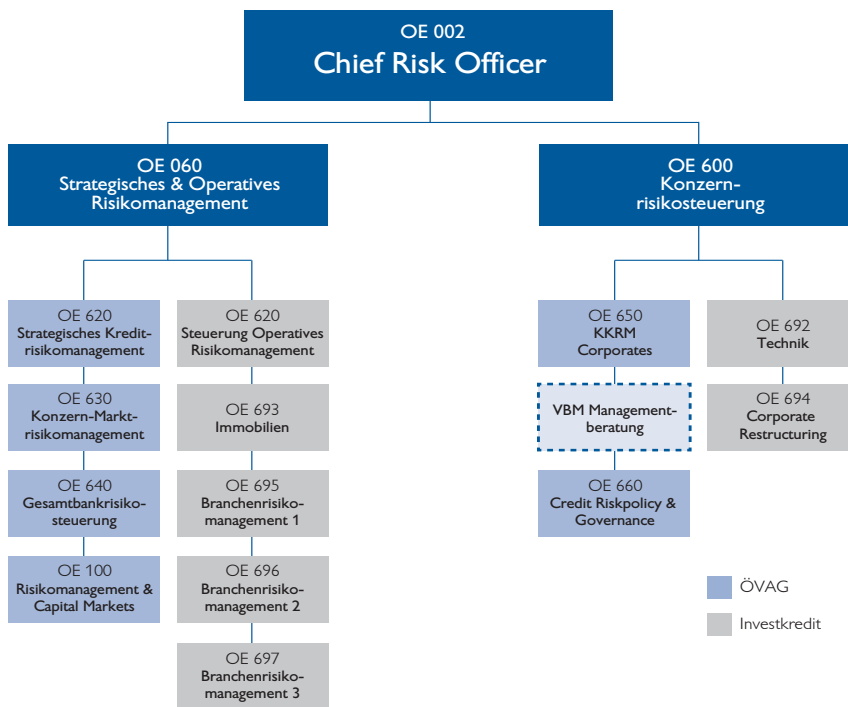 OE 002
Chief Risk Officer
OE 060
Strategisches & Operatives
Risikomanagement
OE 600
Konzern-
risikosteuerung
OE 620
Strategisches Kredit-
risikomanagement
OE 630
Konzern-Markt-
risikomanagement
OE 640
Gesamtbankrisiko-
steuerung
OE 100
Risikomanagement &
Capital Markets
OE 620
Steuerung Operatives
Risikomanagement
OE 693
Immobilien
OE 695
Branchenrisiko-
management 1
OE 696
Branchenrisiko-
management 2
OE 697
Branchenrisiko-
management 3
OE 650
KKRM
Corporates
VBM Management-
beratung
OE 660
Credit Riskpolicy &
Governance
OE 692
Technik
OE 694
Corporate
Restructuring
ÖVAG
Investkredit